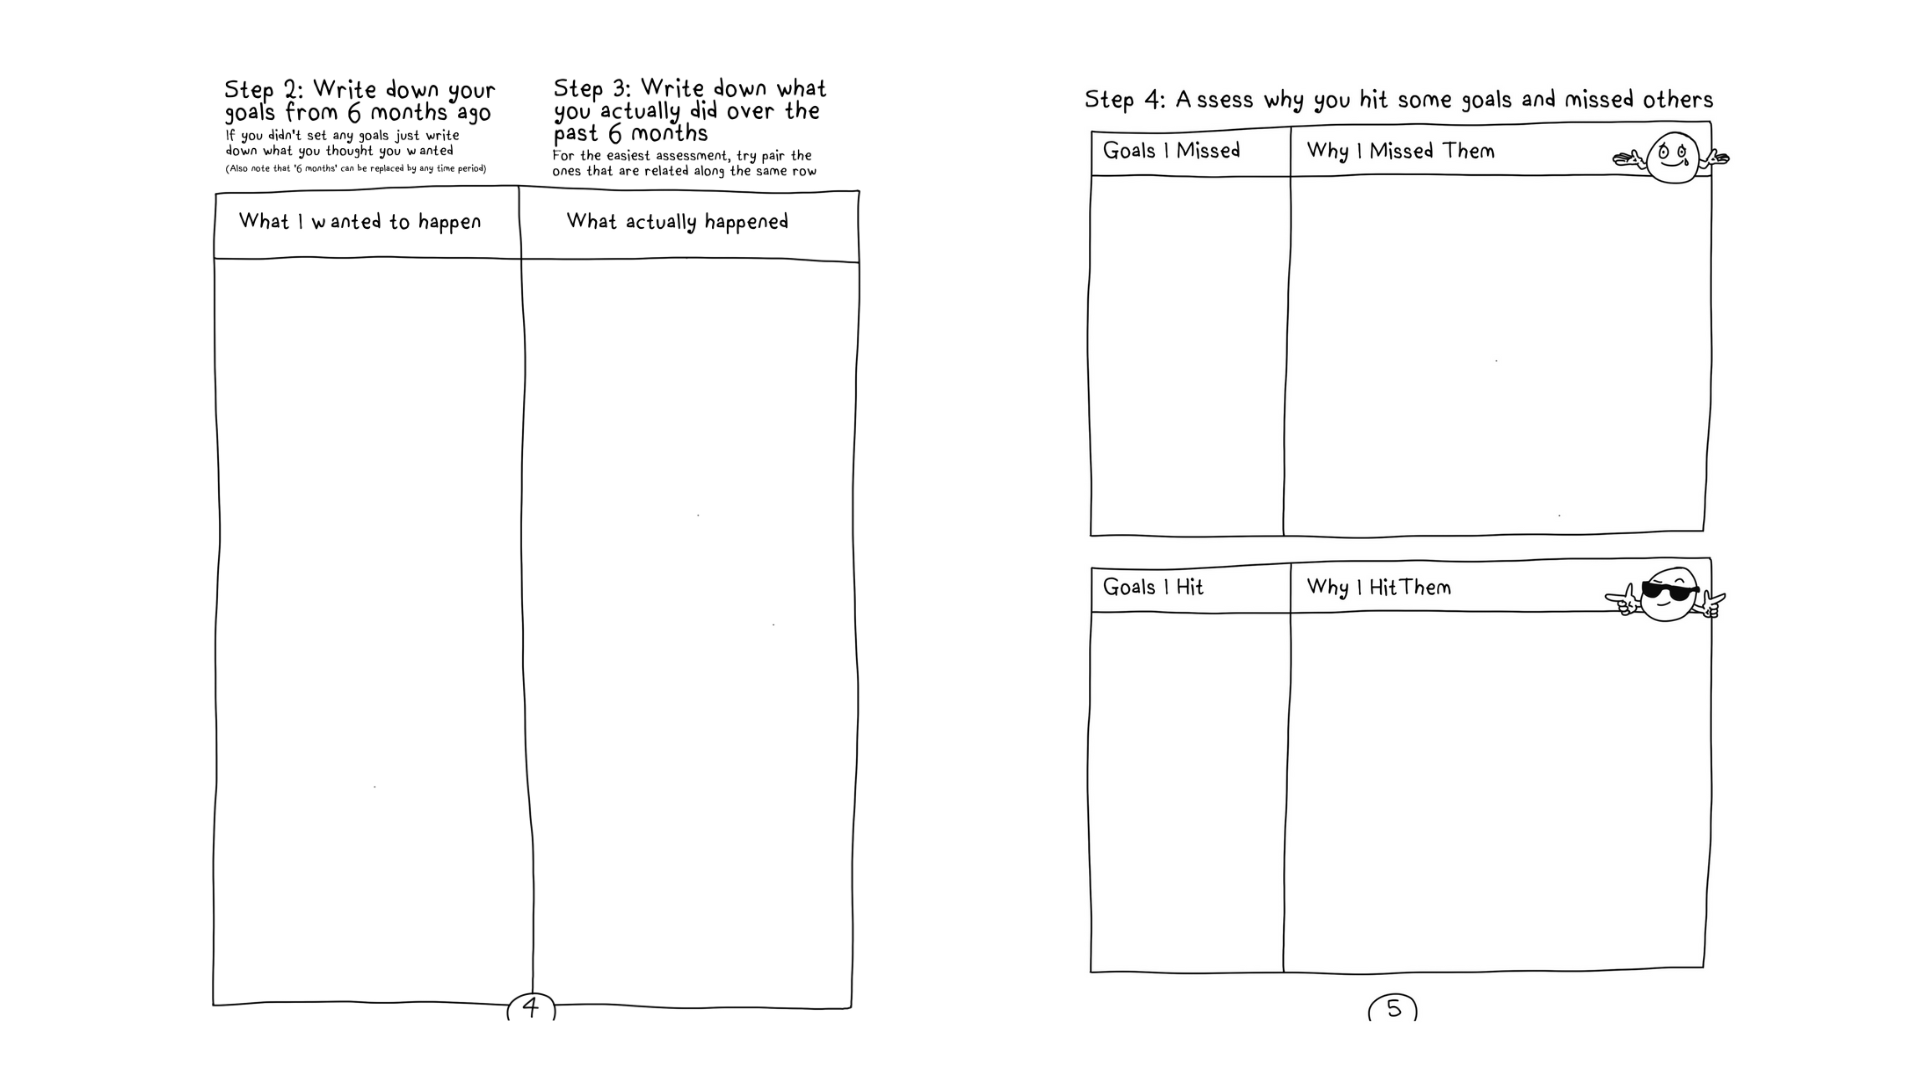 Step 2: Write down your
goals from 6 months ago
If you didn't set any goals just write
down what you thought you wanted
(Also note that '6 months' can be replaced by any time period)
Step 3: Write down what
you actually did over the
past 6 months
For the easiest assessment, try pair the
ones that are related along the same row
What I wanted to happen
What actually happened
4
Step 4: Assess why you hit some goals and missed others
Goals I Missed
Why I Missed Them
Goals I Hit
Why I Hit Them
5